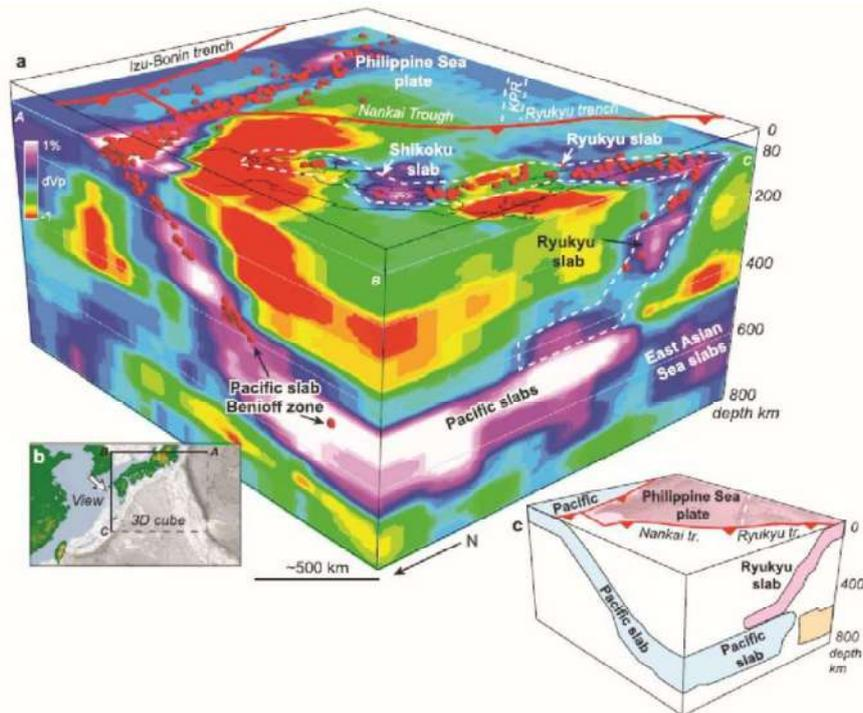 a
Izu-Bonin trench
Philippine Sea
plate
KPR
Nankai Trough
Ryukyu trench
A
1%
dVp
-1
Shikoku
slab
Ryukyu slab
C
0
80
200
400
600
800
depth km
B
Ryukyu
slab
East Asian
Sea slabs
Pacific slab
Benioff zone
Pacific slabs
b
B
A
View
3D cube
C
~500 km
N
c
Pacific
Philippine Sea
plate
Nankai tr.
Ryukyu tr.
Ryukyu
slab
Pacific slab
Pacific
slab
0
400
800
depth
km